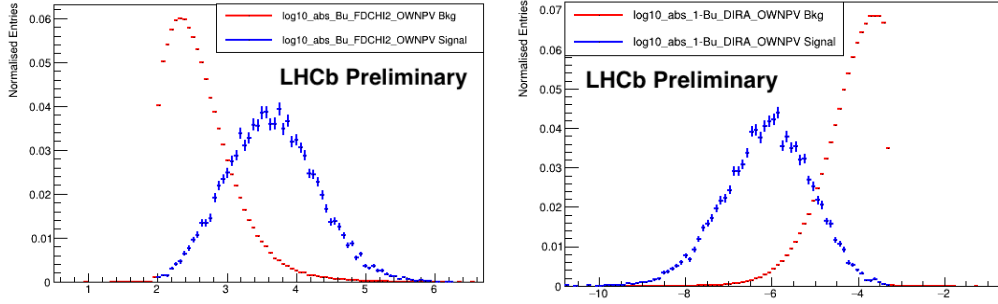 Normalised Entries
0.06
0.05
0.04
0.03
0.02
0.01
0
log10_abs_Bu_FDCHI2_OWNPV Bkg
log10_abs_Bu_FDCHI2_OWNPV Signal
LHCb Preliminary
1 2 3 4 5 6
Normalised Entries
0.07
0.06
0.05
0.04
0.03
0.02
0.01
0
log10_abs_1-Bu_DIRA_OWNPV Bkg
log10_abs_1-Bu_DIRA_OWNPV Signal
LHCb Preliminary
−10 −8 −6 −4 −2